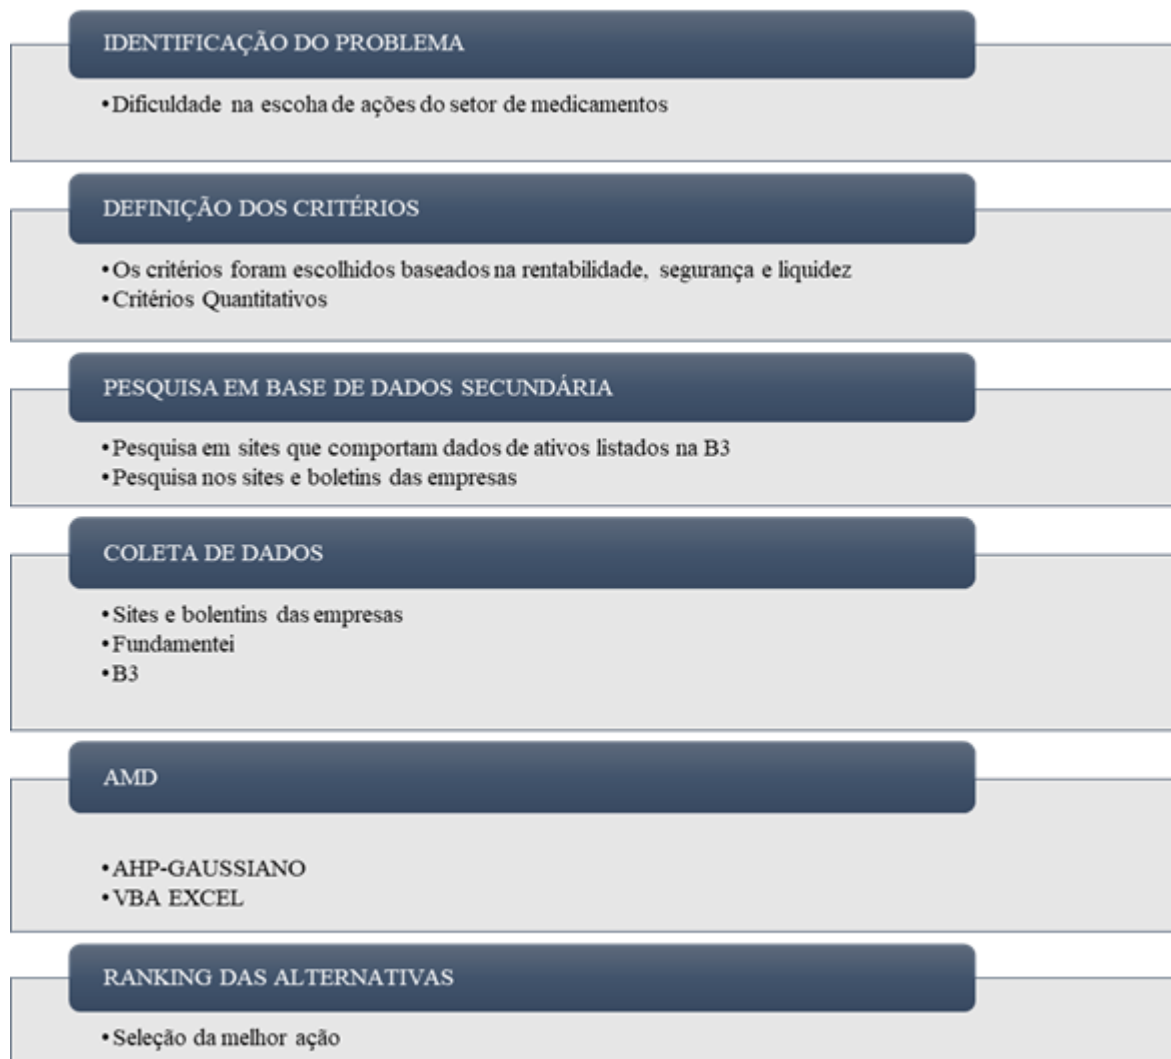 IDENTIFICAÇÃO DO PROBLEMA
•Dificuldade na escoha de ações do setor de medicamentos
DEFINIÇÃO DOS CRITÉRIOS
•Os critérios foram escolhidos baseados na rentabilidade, segurança e liquidez
•Critérios Quantitativos
PESQUISA EM BASE DE DADOS SECUNDÁRIA
•Pesquisa em sites que comportam dados de ativos listados na B3
•Pesquisa nos sites e boletins das empresas
COLETA DE DADOS
•Sites e bolentins das empresas
•Fundamentei
•B3
AMD
•AHP-GAUSSIANO
•VBA EXCEL
RANKING DAS ALTERNATIVAS
•Seleção da melhor ação